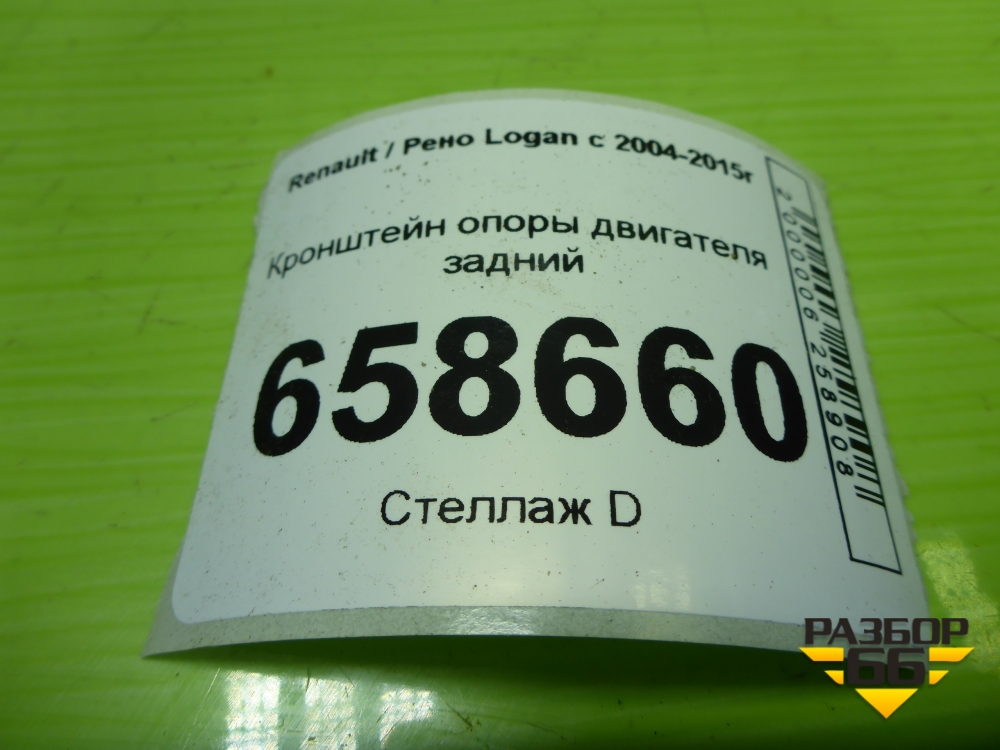 Renault / Рено Logan с 2004-2015г
Кронштейн опоры двигателя
задний
658660
Стеллаж D
2000006258908
РАЗБОР
66